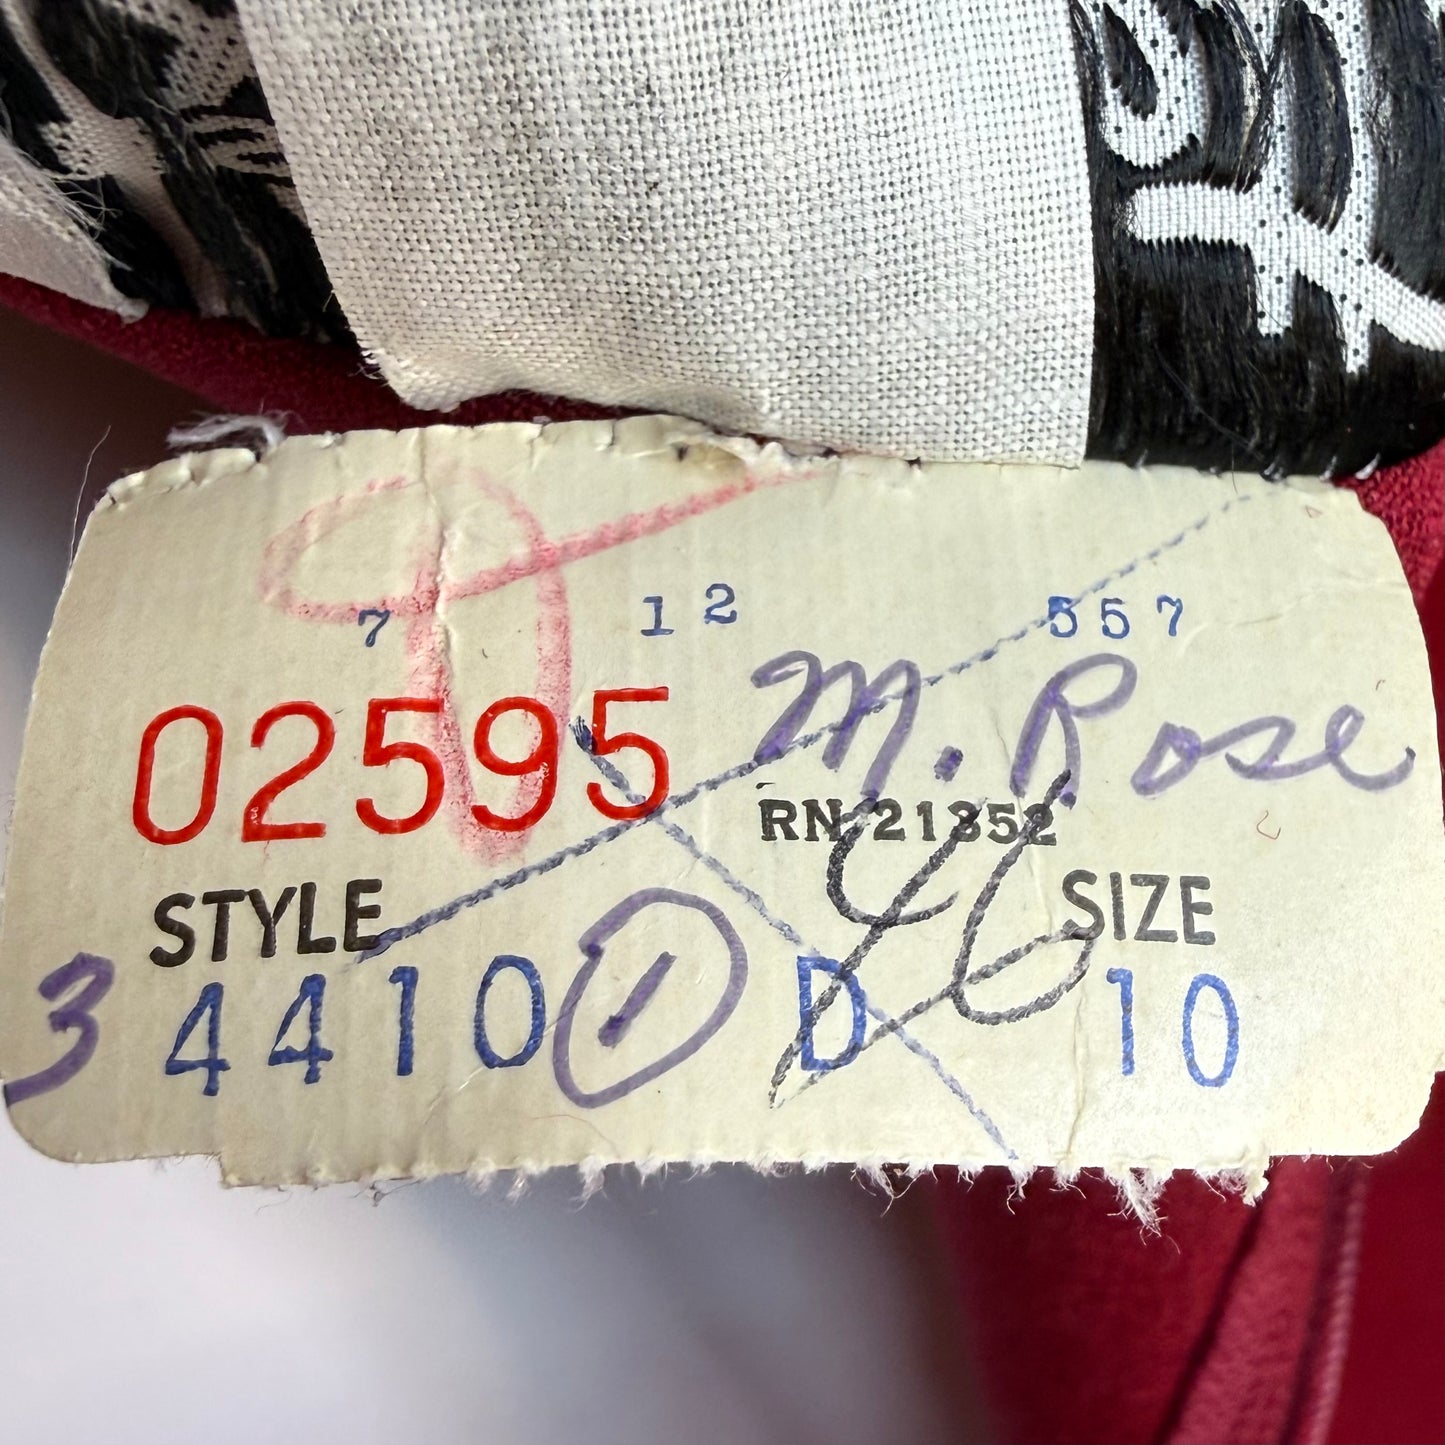 7 12 557
02595 M. Rose
RN 21352
STYLE SIZE
3 4410 1 D 10